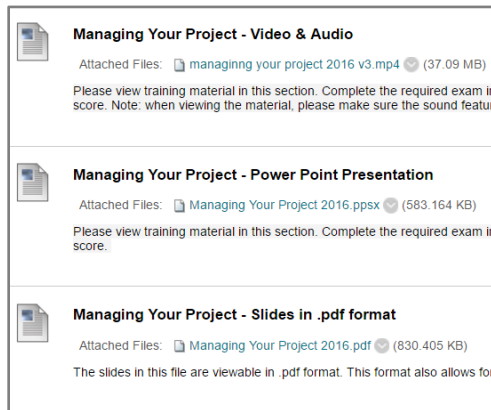 Managing Your Project - Video & Audio
Attached Files: managinng your project 2016 v3.mp4 (37.09 MB)
Please view training material in this section. Complete the required exam in
score. Note: when viewing the material, please make sure the sound featu
Managing Your Project - Power Point Presentation
Attached Files: Managing Your Project 2016.ppsx (583.164 KB)
Please view training material in this section. Complete the required exam in
score.
Managing Your Project - Slides in .pdf format
Attached Files: Managing Your Project 2016.pdf (830.405 KB)
The slides in this file are viewable in .pdf format. This format also allows for